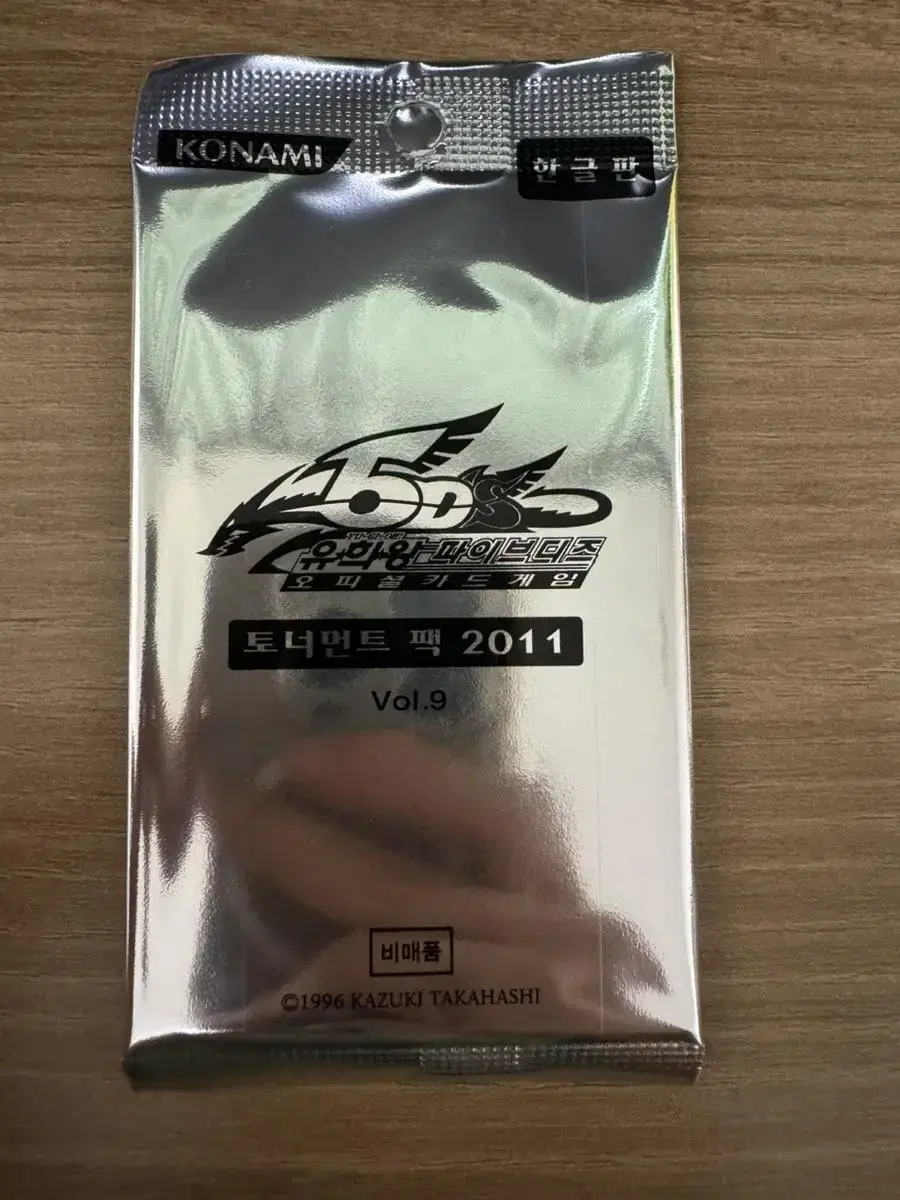 KONAMI
한글판
5D's
YU-GI-OH!
유희왕 파이브디즈
오피셜카드게임
토너먼트 팩 2011
Vol.9
비매품
©1996 KAZUKI TAKAHASHI